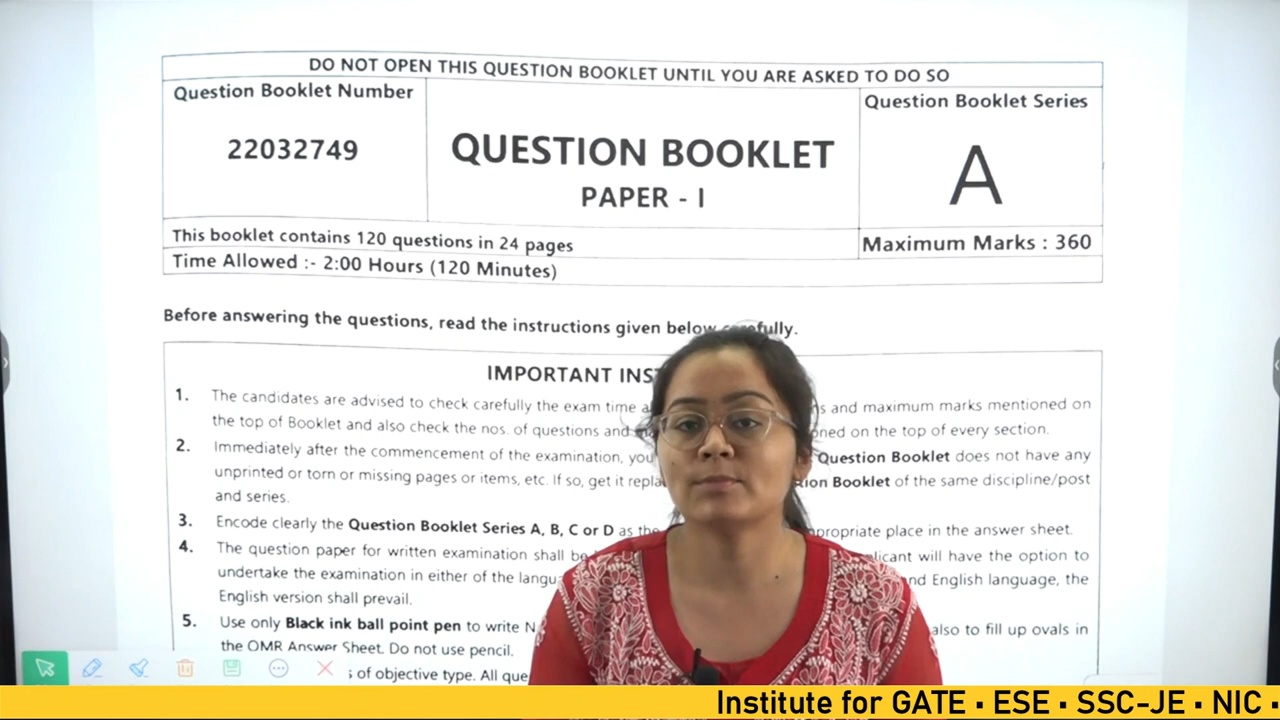 DO NOT OPEN THIS QUESTION BOOKLET UNTIL YOU ARE ASKED TO DO SO
Question Booklet Number
22032749
QUESTION BOOKLET
PAPER - I
Question Booklet Series
A
This booklet contains 120 questions in 24 pages
Maximum Marks : 360
Time Allowed :- 2:00 Hours (120 Minutes)
Before answering the questions, read the instructions given below carefully.
IMPORTANT
1. The candidates are advised to check carefully the exam time and maximum marks mentioned on
the top of Booklet and also check the nos. of questions and on the top of every section.
2. Immediately after the commencement of the examination, you Question Booklet does not have any
unprinted or torn or missing pages or items, etc. If so, get it Booklet of the same discipline/post
and series.
3. Encode clearly the Question Booklet Series A, B, C or D as the place in the answer sheet.
4. The question paper for written examination shall be will have the option to
undertake the examination in either of the English language, the
English version shall prevail.
5. Use only Black ink ball point pen to write also to fill up ovals in
the OMR Answer Sheet. Do not use pencil.
of objective type. All
Institute for GATE ▪ ESE ▪ SSC-JE ▪ NIC ▪